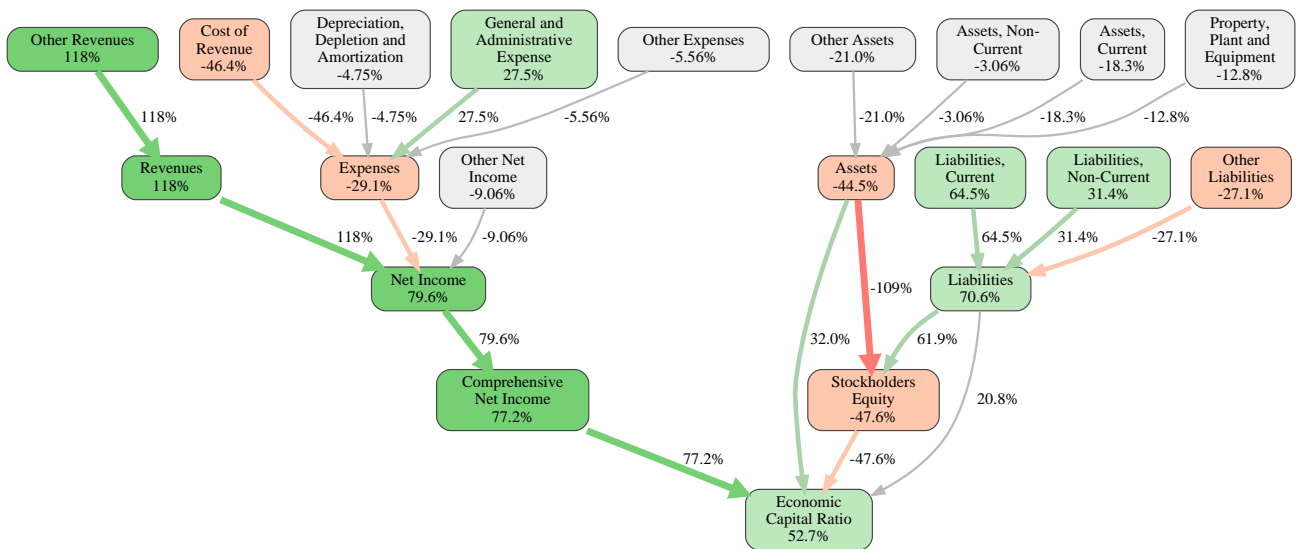 Other Revenues
118%
Cost of
Revenue
-46.4%
Depreciation,
Depletion and
Amortization
-4.75%
General and
Administrative
Expense
27.5%
Other Expenses
-5.56%
Other Assets
-21.0%
Assets, Non-
Current
-3.06%
Assets,
Current
-18.3%
Property,
Plant and
Equipment
-12.8%
118%
-46.4%
-4.75%
27.5%
-5.56%
-21.0%
-3.06%
-18.3%
-12.8%
Revenues
118%
Expenses
-29.1%
Other Net
Income
-9.06%
Assets
-44.5%
Liabilities,
Current
64.5%
Liabilities,
Non-Current
31.4%
Other
Liabilities
-27.1%
118%
-29.1%
-9.06%
64.5%
31.4%
-27.1%
Net Income
79.6%
-109%
Liabilities
70.6%
79.6%
32.0%
61.9%
Comprehensive
Net Income
77.2%
Stockholders
Equity
-47.6%
20.8%
77.2%
-47.6%
Economic
Capital Ratio
52.7%